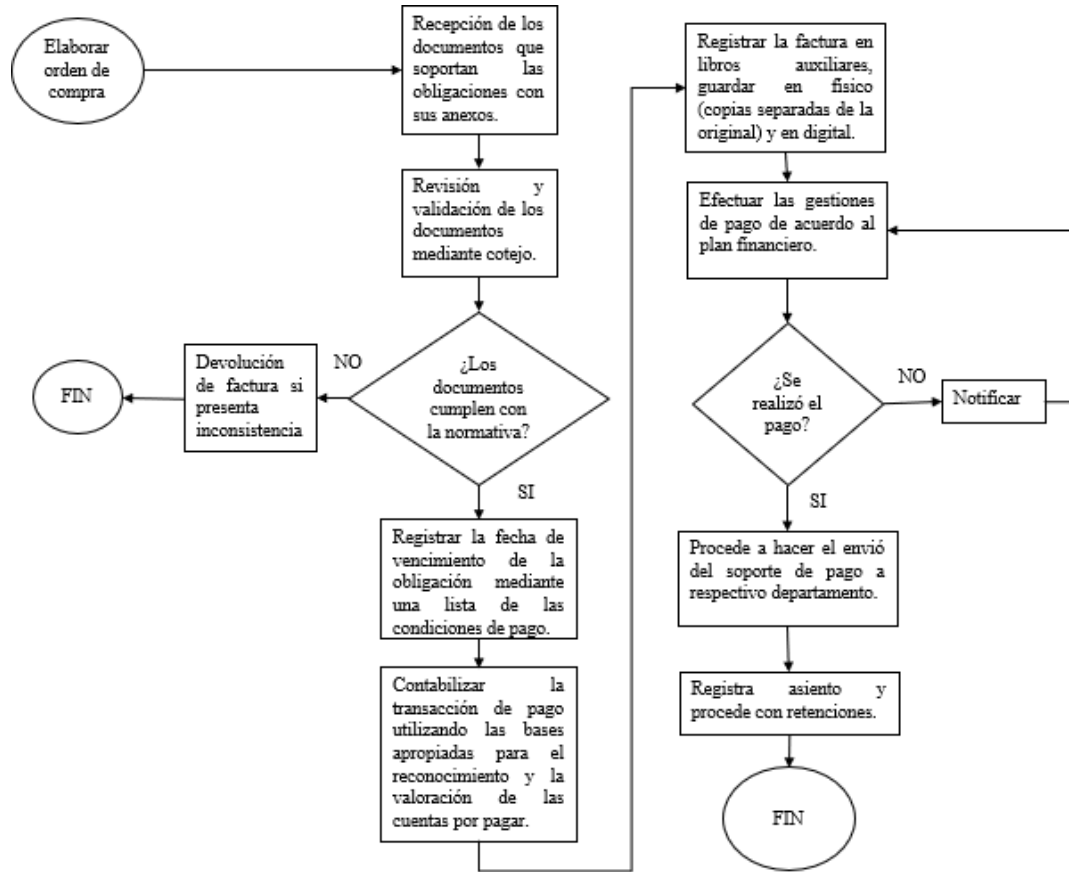 Elaborar
orden de
compra
Recepción de los
documentos que
soportan las
obligaciones con
sus anexos.
Revisión y
validación de los
documentos
mediante cotejo.
¿Los
documentos
cumplen con
la normativa?
NO
Devolución
de factura si
presenta
inconsistencia
FIN
SI
Registrar la fecha de
vencimiento de la
obligación mediante
una lista de las
condiciones de pago.
Contabilizar la
transacción de pago
utilizando las bases
apropiadas para el
reconocimiento y la
valoración de las
cuentas por pagar.
Registrar la factura en
libros auxiliares,
guardar en físico
(copias separadas de la
original) y en digital.
Efectuar las gestiones
de pago de acuerdo al
plan financiero.
¿Se
realizó el
pago?
NO
Notificar
SI
Procede a hacer el envió
del soporte de pago a
respectivo departamento.
Registra asiento y
procede con retenciones.
FIN